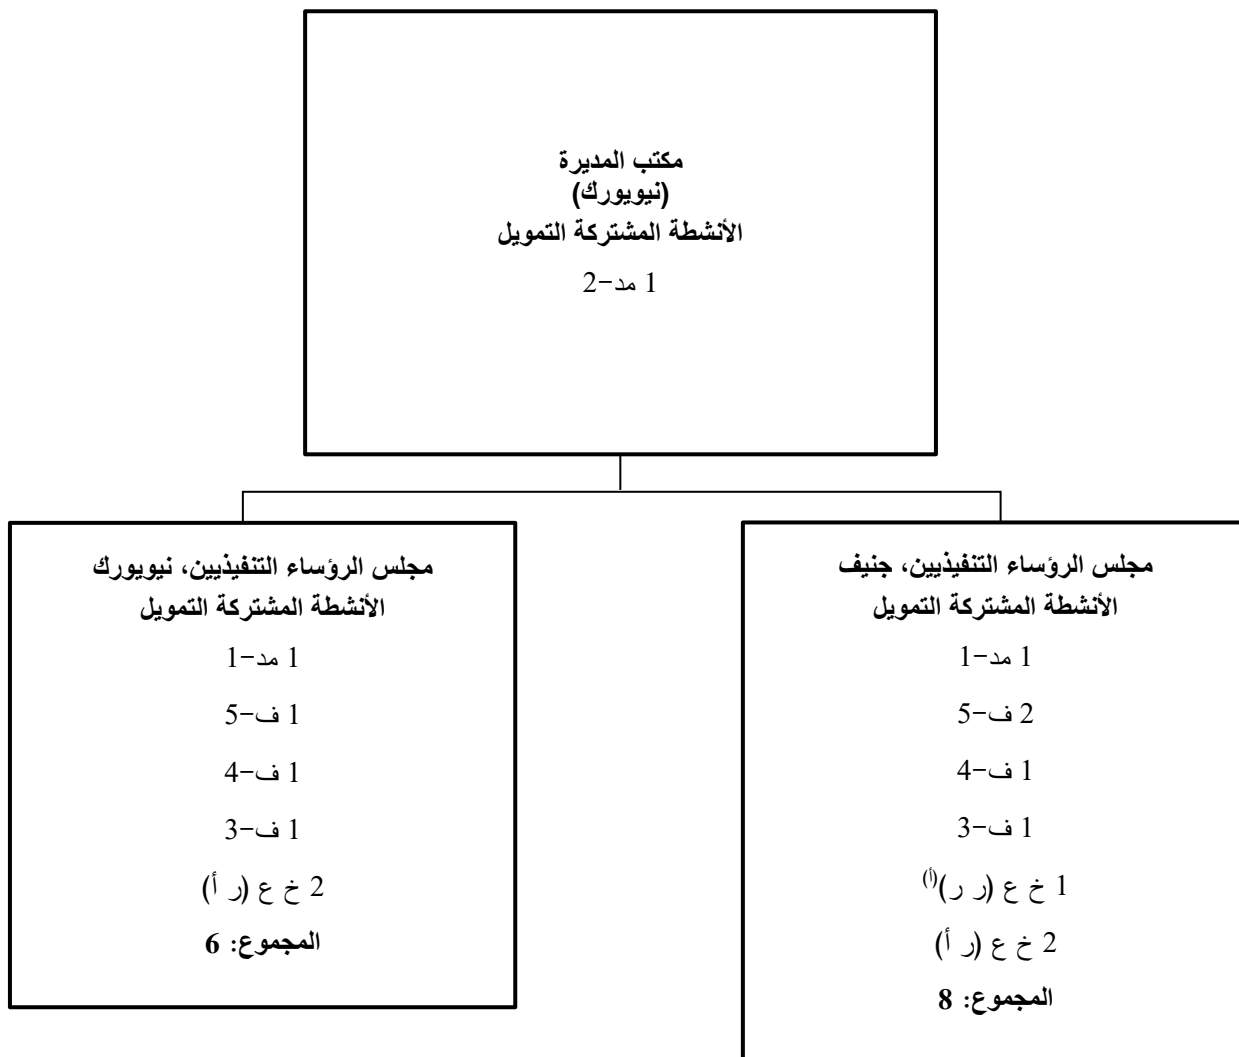 مكتب المديرة
(نيويورك)
الأنشطة المشتركة التمويل
1 مد-2
مجلس الرؤساء التنفيذيين، جنيف
الأنشطة المشتركة التمويل
1 مد-1
2 ف-5
1 ف-4
1 ف-3
1 خ ع (ر ر)(أ)
2 خ ع (ر أ)
المجموع: 8
مجلس الرؤساء التنفيذيين، نيويورك
الأنشطة المشتركة التمويل
1 مد-1
1 ف-5
1 ف-4
1 ف-3
2 خ ع (ر أ)
المجموع: 6